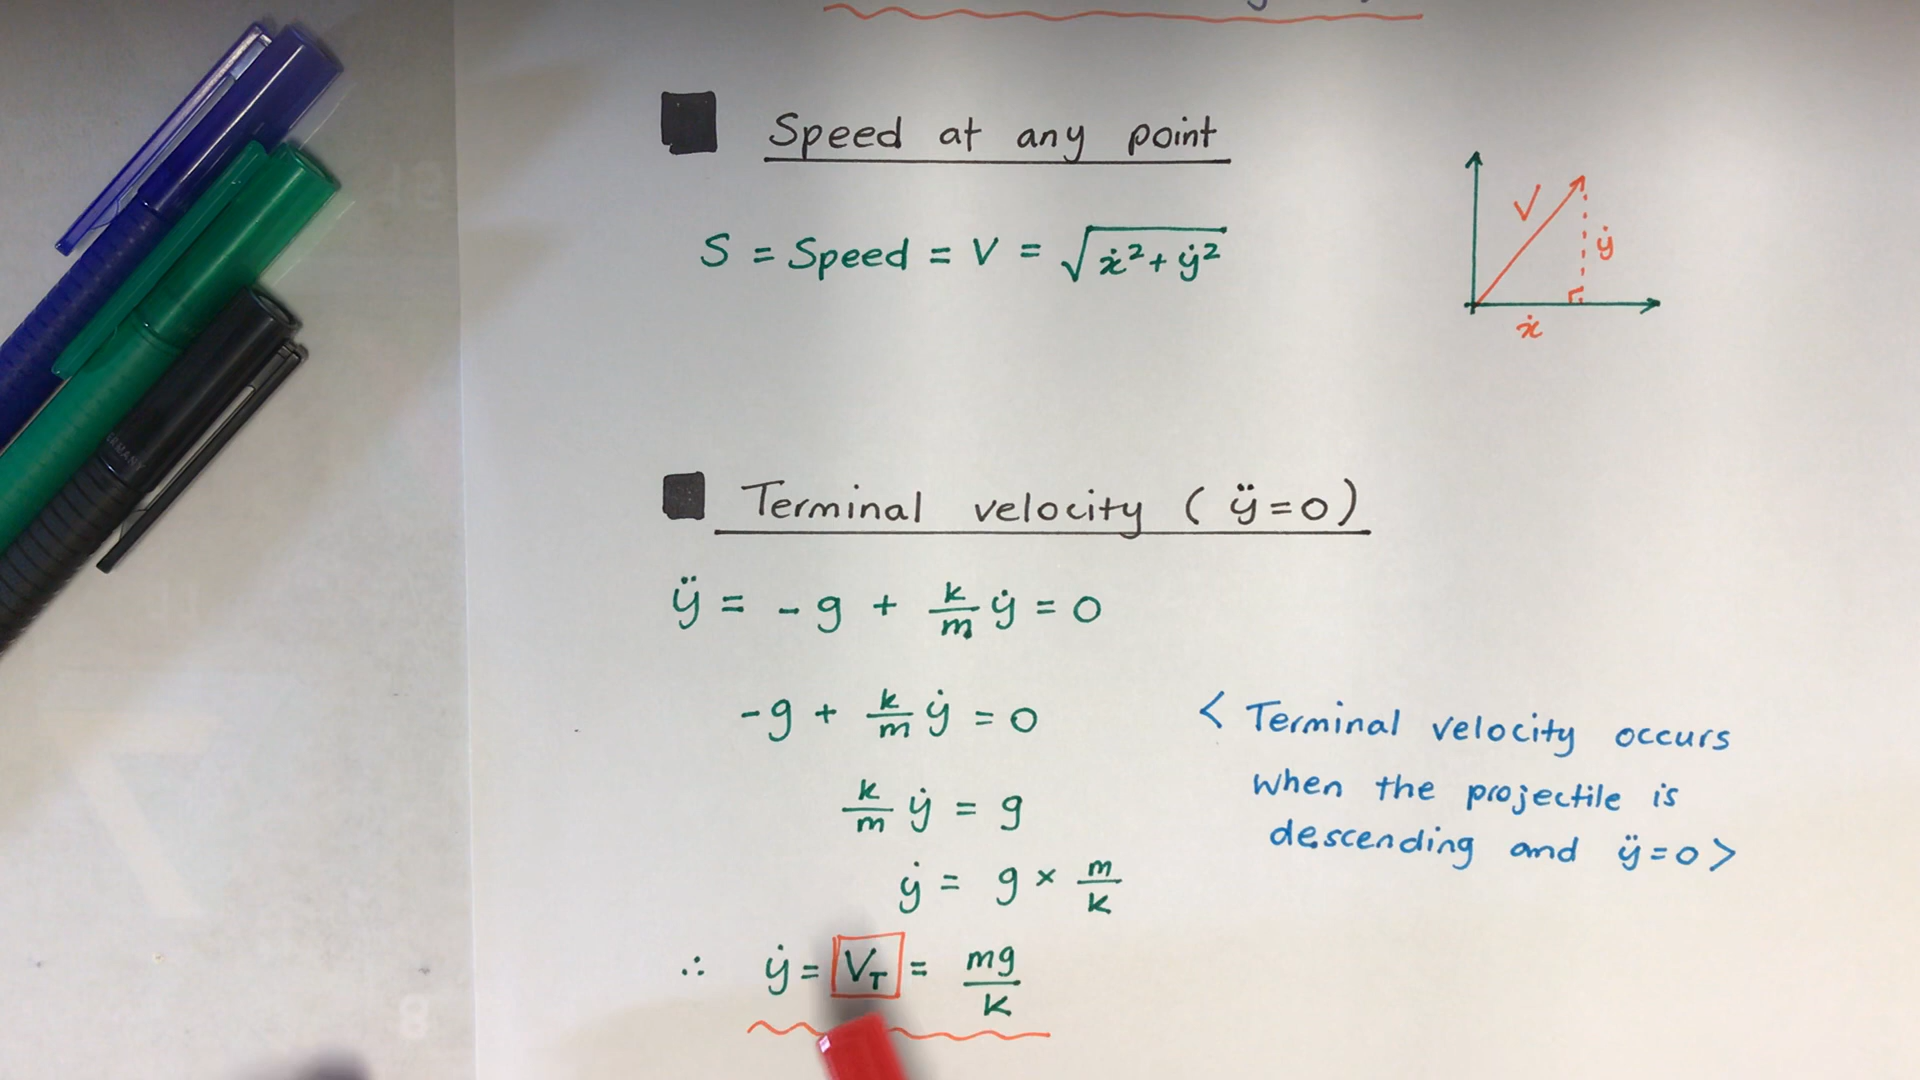 Speed at any point
S = Speed = V = √(ẋ² + ẏ²)
V
ẏ
ẋ
Terminal velocity (ÿ=0)
ÿ = -g + k/m ẏ = 0
-g + k/m ẏ = 0
k/m ẏ = g
ẏ = g × m/k
∴ ẏ = V_T = mg/k
< Terminal velocity occurs
when the projectile is
descending and ÿ=0 >